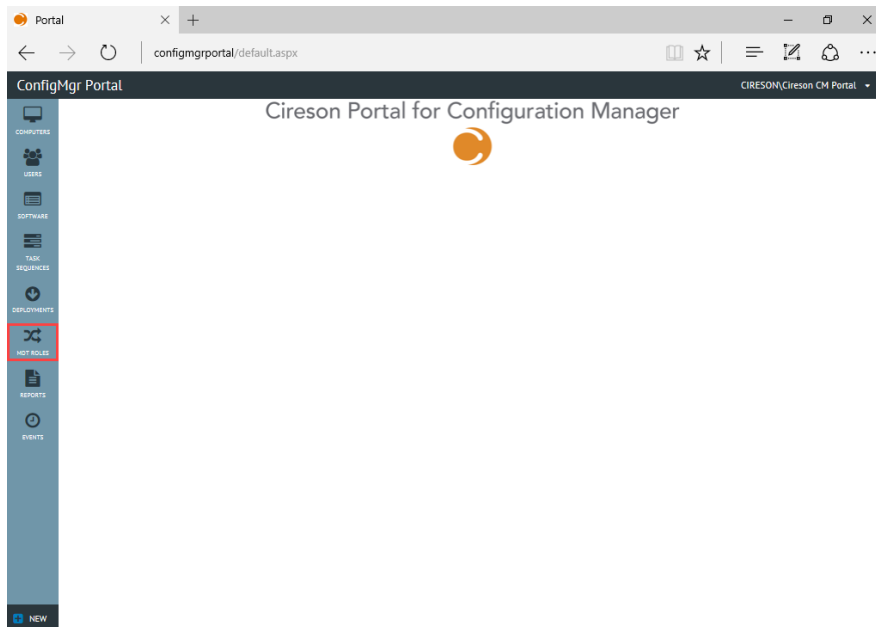 Portal
configmgrportal/default.aspx
ConfigMgr Portal
CIRESON\Cireson CM Portal
Cireson Portal for Configuration Manager
COMPUTERS
USERS
SOFTWARE
TASK
SEQUENCES
DEPLOYMENTS
MDT ROLES
REPORTS
EVENTS
NEW